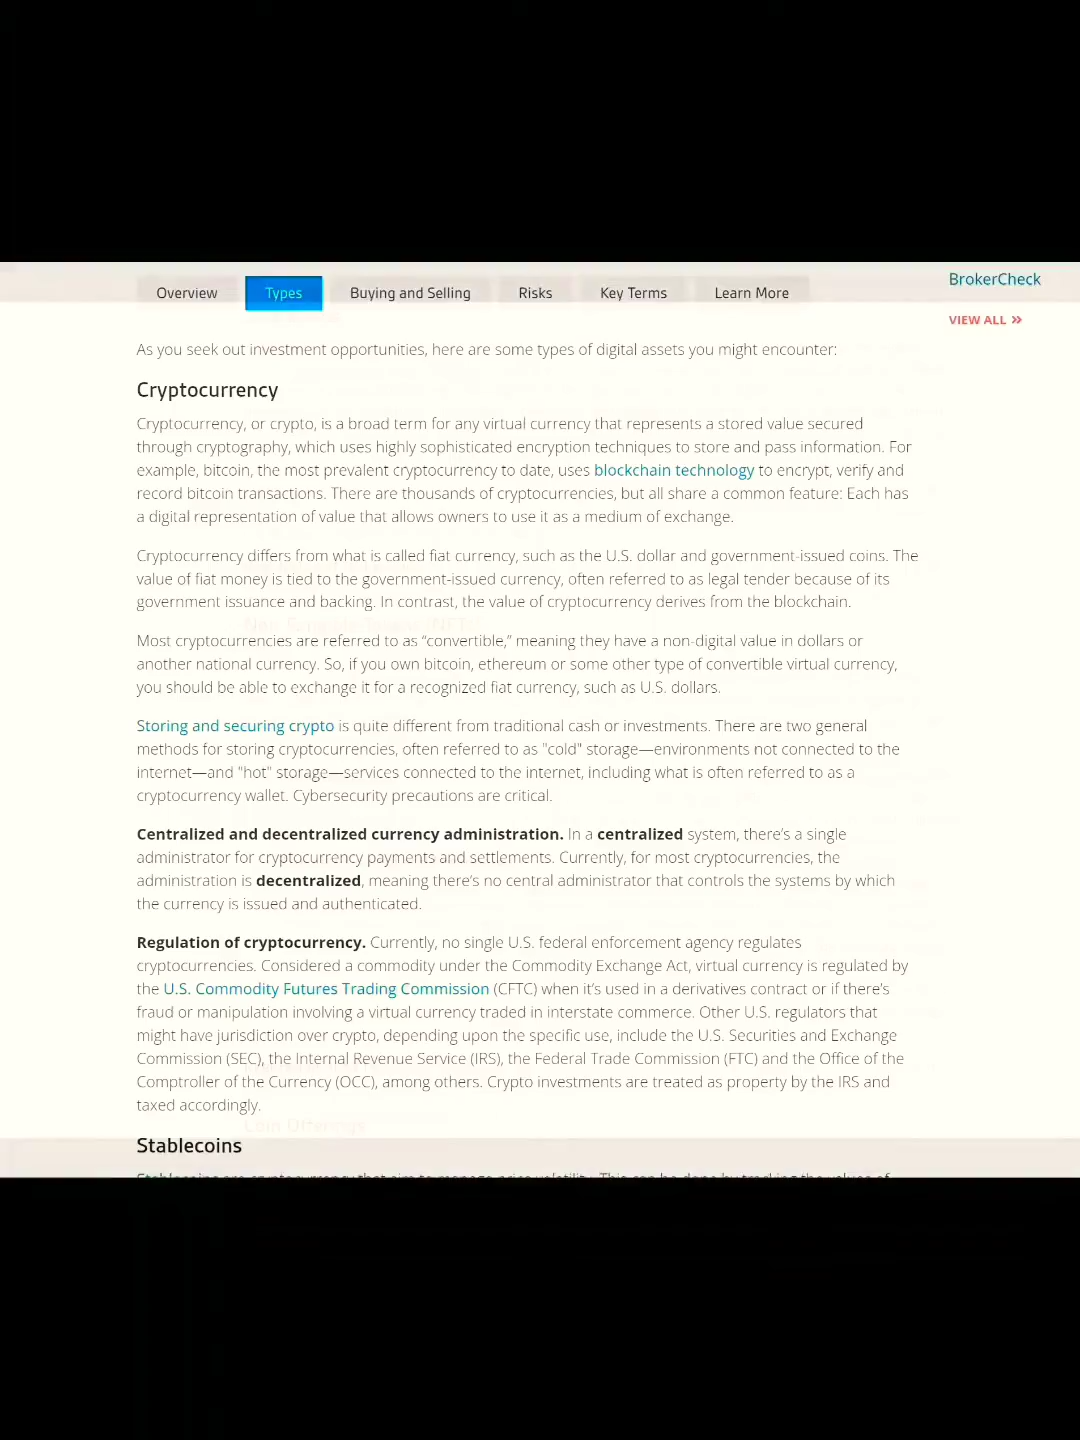 BrokerCheck
Overview Types Buying and Selling Risks Key Terms Learn More
VIEW ALL »
As you seek out investment opportunities, here are some types of digital assets you might encounter:
Cryptocurrency
Cryptocurrency, or crypto, is a broad term for any virtual currency that represents a stored value secured
through cryptography, which uses highly sophisticated encryption techniques to store and pass information. For
example, bitcoin, the most prevalent cryptocurrency to date, uses blockchain technology to encrypt, verify and
record bitcoin transactions. There are thousands of cryptocurrencies, but all share a common feature: Each has
a digital representation of value that allows owners to use it as a medium of exchange.
Cryptocurrency differs from what is called fiat currency, such as the U.S. dollar and government-issued coins. The
value of fiat money is tied to the government-issued currency, often referred to as legal tender because of its
government issuance and backing. In contrast, the value of cryptocurrency derives from the blockchain.
Most cryptocurrencies are referred to as “convertible,” meaning they have a non-digital value in dollars or
another national currency. So, if you own bitcoin, ethereum or some other type of convertible virtual currency,
you should be able to exchange it for a recognized fiat currency, such as U.S. dollars.
Storing and securing crypto is quite different from traditional cash or investments. There are two general
methods for storing cryptocurrencies, often referred to as "cold" storage—environments not connected to the
internet—and "hot" storage—services connected to the internet, including what is often referred to as a
cryptocurrency wallet. Cybersecurity precautions are critical.
Centralized and decentralized currency administration. In a centralized system, there’s a single
administrator for cryptocurrency payments and settlements. Currently, for most cryptocurrencies, the
administration is decentralized, meaning there’s no central administrator that controls the systems by which
the currency is issued and authenticated.
Regulation of cryptocurrency. Currently, no single U.S. federal enforcement agency regulates
cryptocurrencies. Considered a commodity under the Commodity Exchange Act, virtual currency is regulated by
the U.S. Commodity Futures Trading Commission (CFTC) when it’s used in a derivatives contract or if there’s
fraud or manipulation involving a virtual currency traded in interstate commerce. Other U.S. regulators that
might have jurisdiction over crypto, depending upon the specific use, include the U.S. Securities and Exchange
Commission (SEC), the Internal Revenue Service (IRS), the Federal Trade Commission (FTC) and the Office of the
Comptroller of the Currency (OCC), among others. Crypto investments are treated as property by the IRS and
taxed accordingly.
Coin Offerings
Stablecoins
Stablecoins are cryptocurrency that aim to manage price volatility. This can be done by tracking the values of